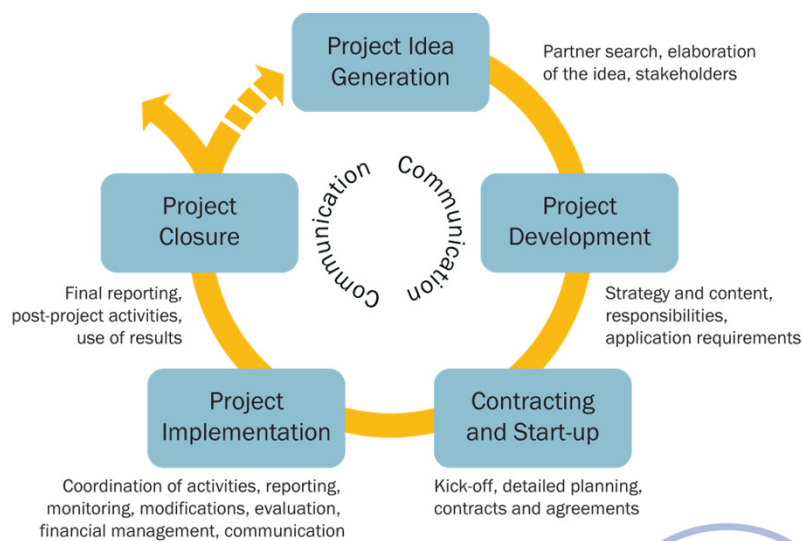 Project Idea
Generation
Partner search, elaboration
of the idea, stakeholders
Project
Development
Strategy and content,
responsibilities,
application requirements
Contracting
and Start-up
Kick-off, detailed planning,
contracts and agreements
Project
Implementation
Coordination of activities, reporting,
monitoring, modifications, evaluation,
financial management, communication
Project
Closure
Final reporting,
post-project activities,
use of results
Communication
Communication